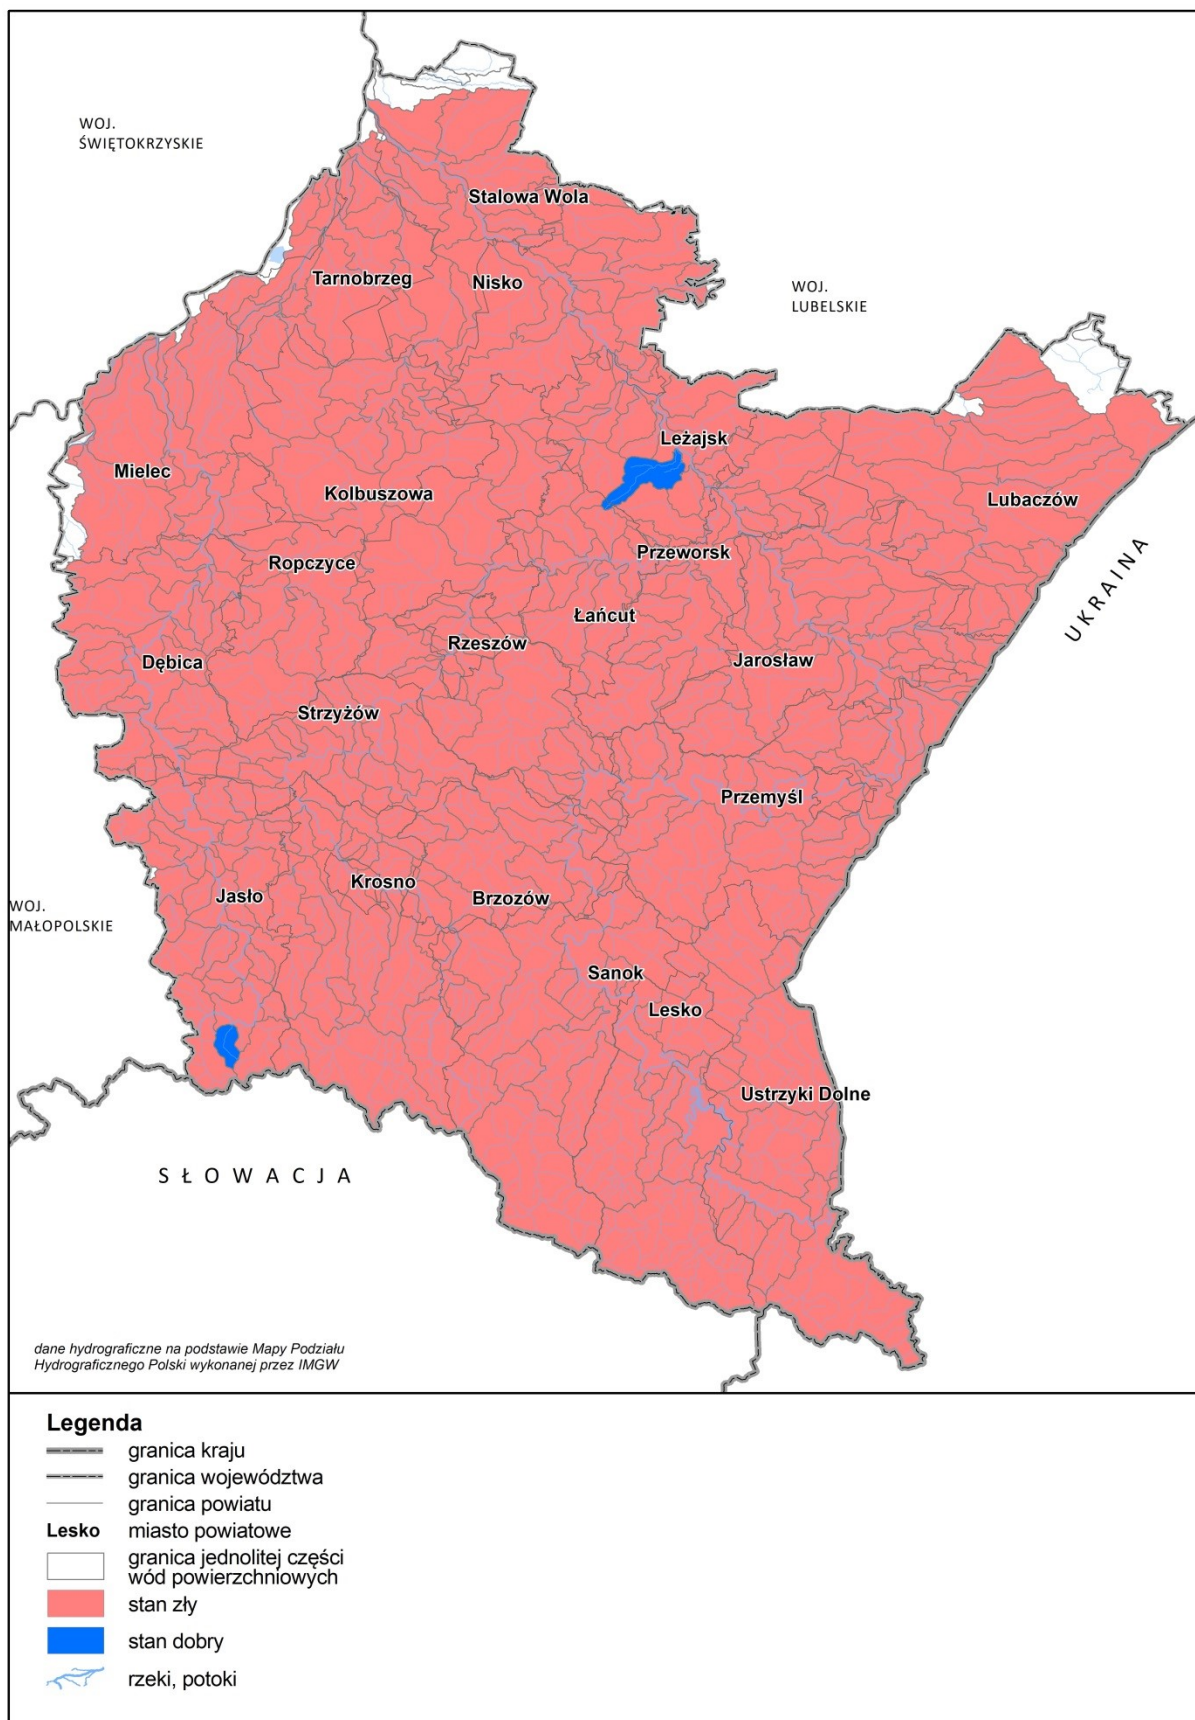 WOJ.
ŚWIĘTOKRZYSKIE
Stalowa Wola
Tarnobrzeg
Nisko
WOJ.
LUBELSKIE
Leżajsk
Mielec
Kolbuszowa
Lubaczów
Przeworsk
Ropczyce
UKRAINA
Łańcut
Rzeszów
Dębica
Jarosław
Strzyżów
Przemyśl
Krosno
Jasło
Brzozów
WOJ.
MAŁOPOLSKIE
Sanok
Lesko
Ustrzyki Dolne
SŁOWACJA
dane hydrograficzne na podstawie Mapy Podziału
Hydrograficznego Polski wykonanej przez IMGW
Legenda
granica kraju
granica województwa
granica powiatu
Lesko miasto powiatowe
granica jednolitej części
wód powierzchniowych
stan zły
stan dobry
rzeki, potoki